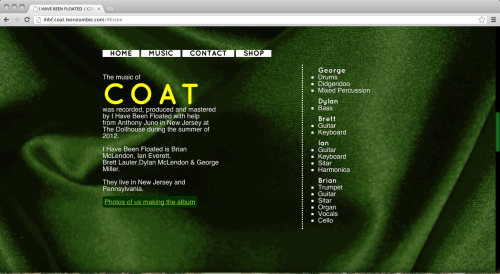 I HAVE BEEN FLOATED / CO
ihbf.coat.teenzombie.com/#listen
HOME MUSIC CONTACT SHOP
The music of
COAT
was recorded, produced and mastered
by I Have Been Floated with help
from Anthony Juno in New Jersey at
The Dollhouse during the summer of
2012.
I Have Been Floated is Brian
McLendon, Ian Everett,
Brett Lauter,Dylan McLendon & George
Miller.
They live in New Jersey and
Pennsylvania.
Photos of us making the album
George
Drums
Didgeridoo
Mixed Percussion
Dylan
Bass
Brett
Guitar
Keyboard
Ian
Guitar
Keyboard
Sitar
Harmonica
Brian
Trumpet
Guitar
Sitar
Organ
Vocals
Cello